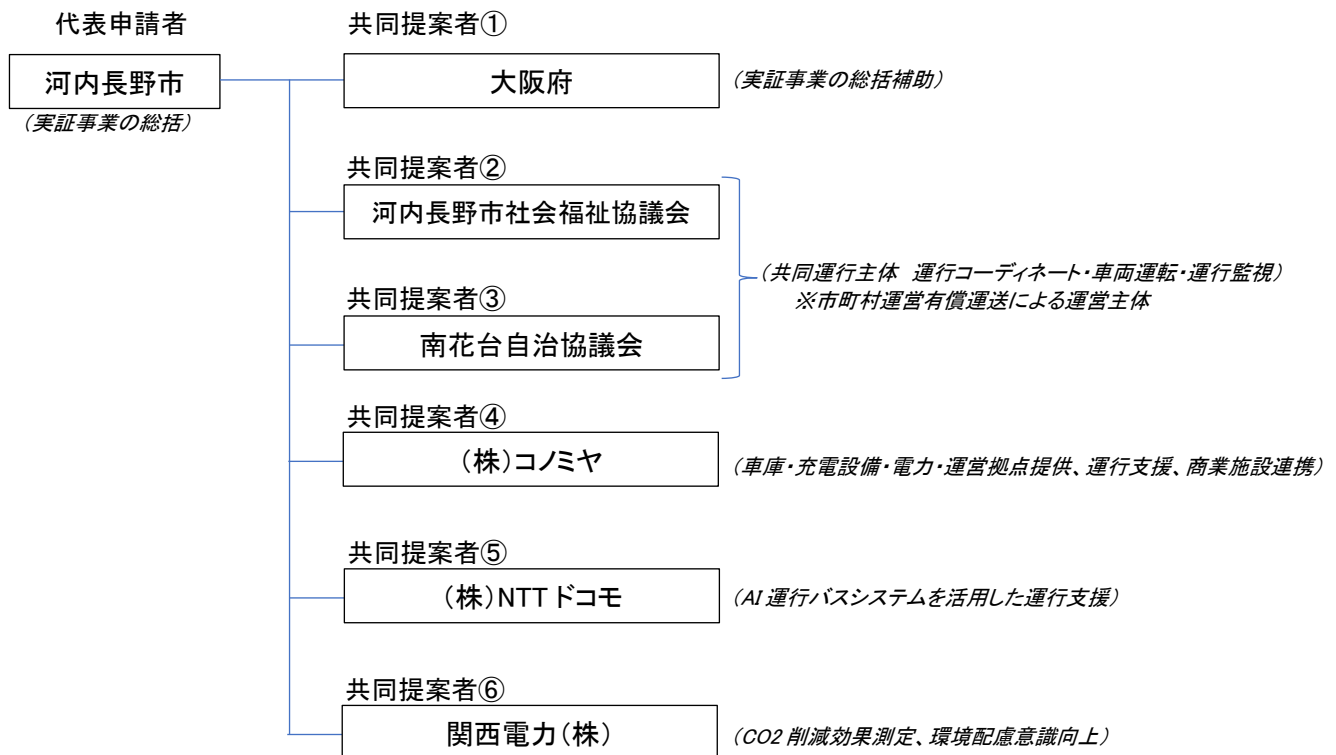 代表申請者
河内長野市
(実証事業の総括)
共同提案者①
大阪府
(実証事業の総括補助)
共同提案者②
河内長野市社会福祉協議会
共同提案者③
南花台自治協議会
(共同運行主体 運行コーディネート・車両運転・運行監視)
※市町村運営有償運送による運営主体
共同提案者④
(株)コノミヤ
(車庫・充電設備・電力・運営拠点提供、運行支援、商業施設連携)
共同提案者⑤
(株)NTTドコモ
(AI運行バスシステムを活用した運行支援)
共同提案者⑥
関西電力(株)
(CO2削減効果測定、環境配慮意識向上)